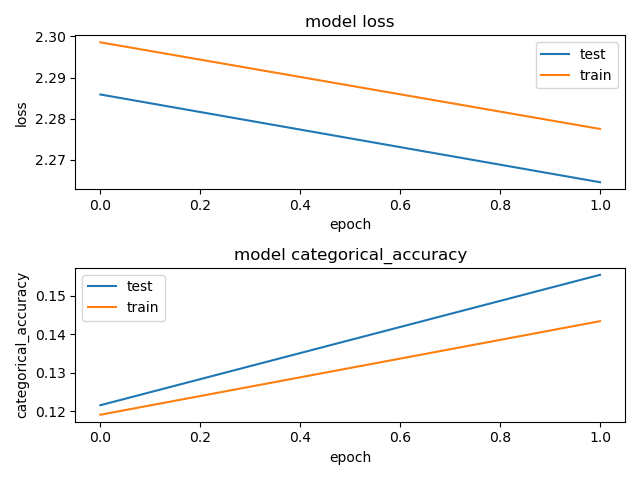 model loss
2.30
2.29
2.28
2.27
loss
test
train
0.0 0.2 0.4 0.6 0.8 1.0
epoch
model categorical_accuracy
0.15
0.14
0.13
0.12
categorical_accuracy
test
train
0.0 0.2 0.4 0.6 0.8 1.0
epoch